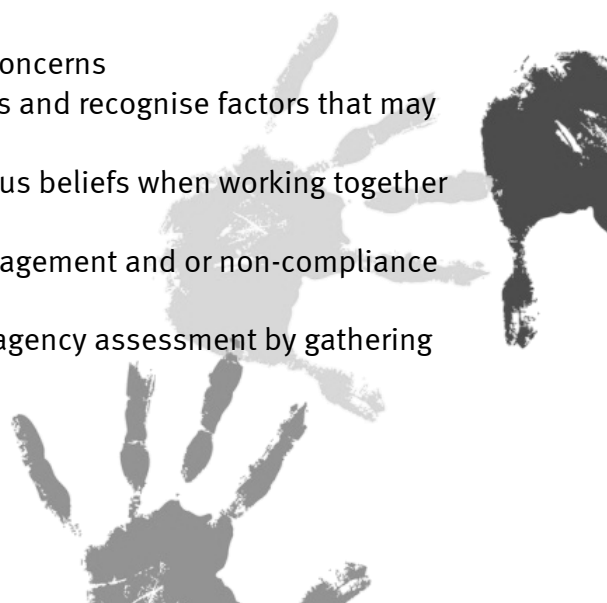 oncerns
s and recognise factors that may
us beliefs when working together
agement and or non-compliance
agency assessment by gathering